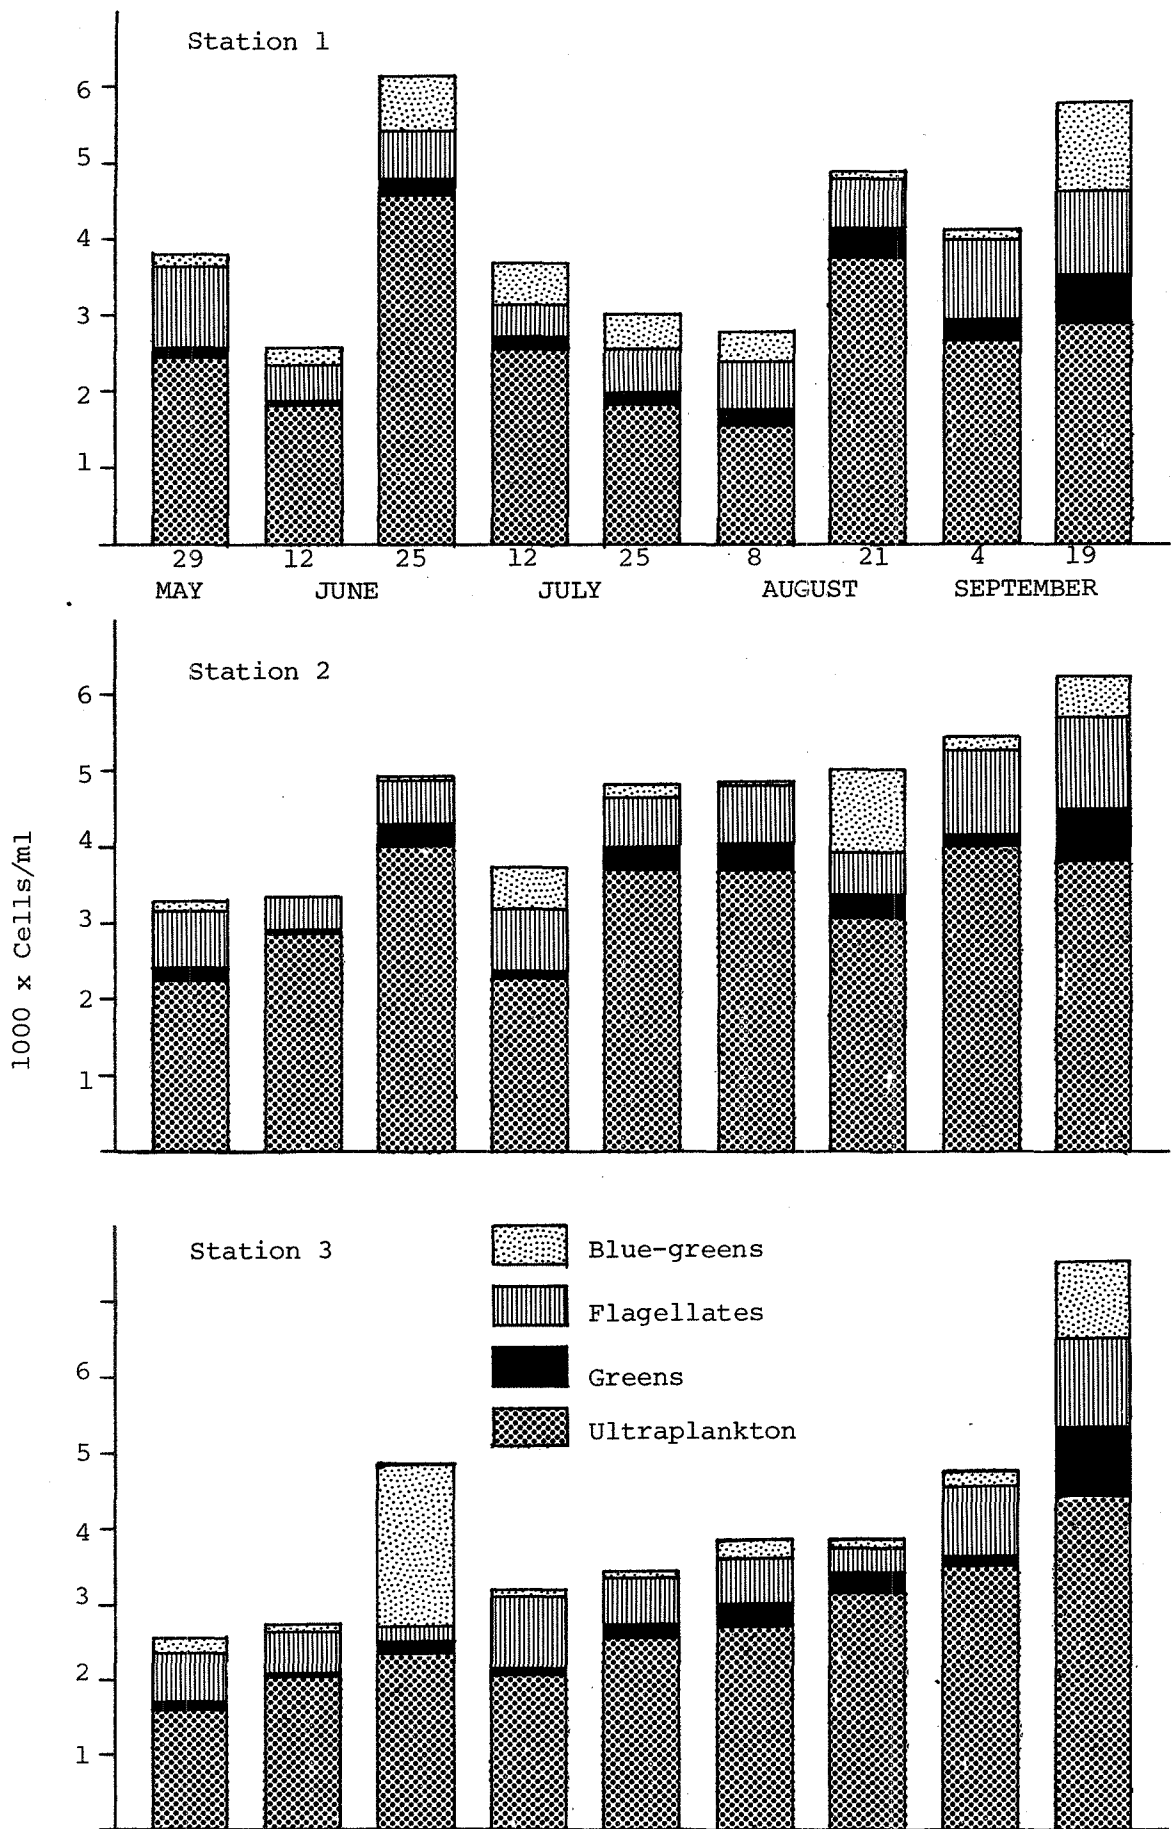 Station 1
6
5
4
3
2
1
29 12 25 12 25 8 21 4 19
MAY JUNE JULY AUGUST SEPTEMBER
Station 2
6
5
4
3
2
1
1000 x Cells/ml
Station 3
Blue-greens
Flagellates
Greens
Ultraplankton
6
5
4
3
2
1